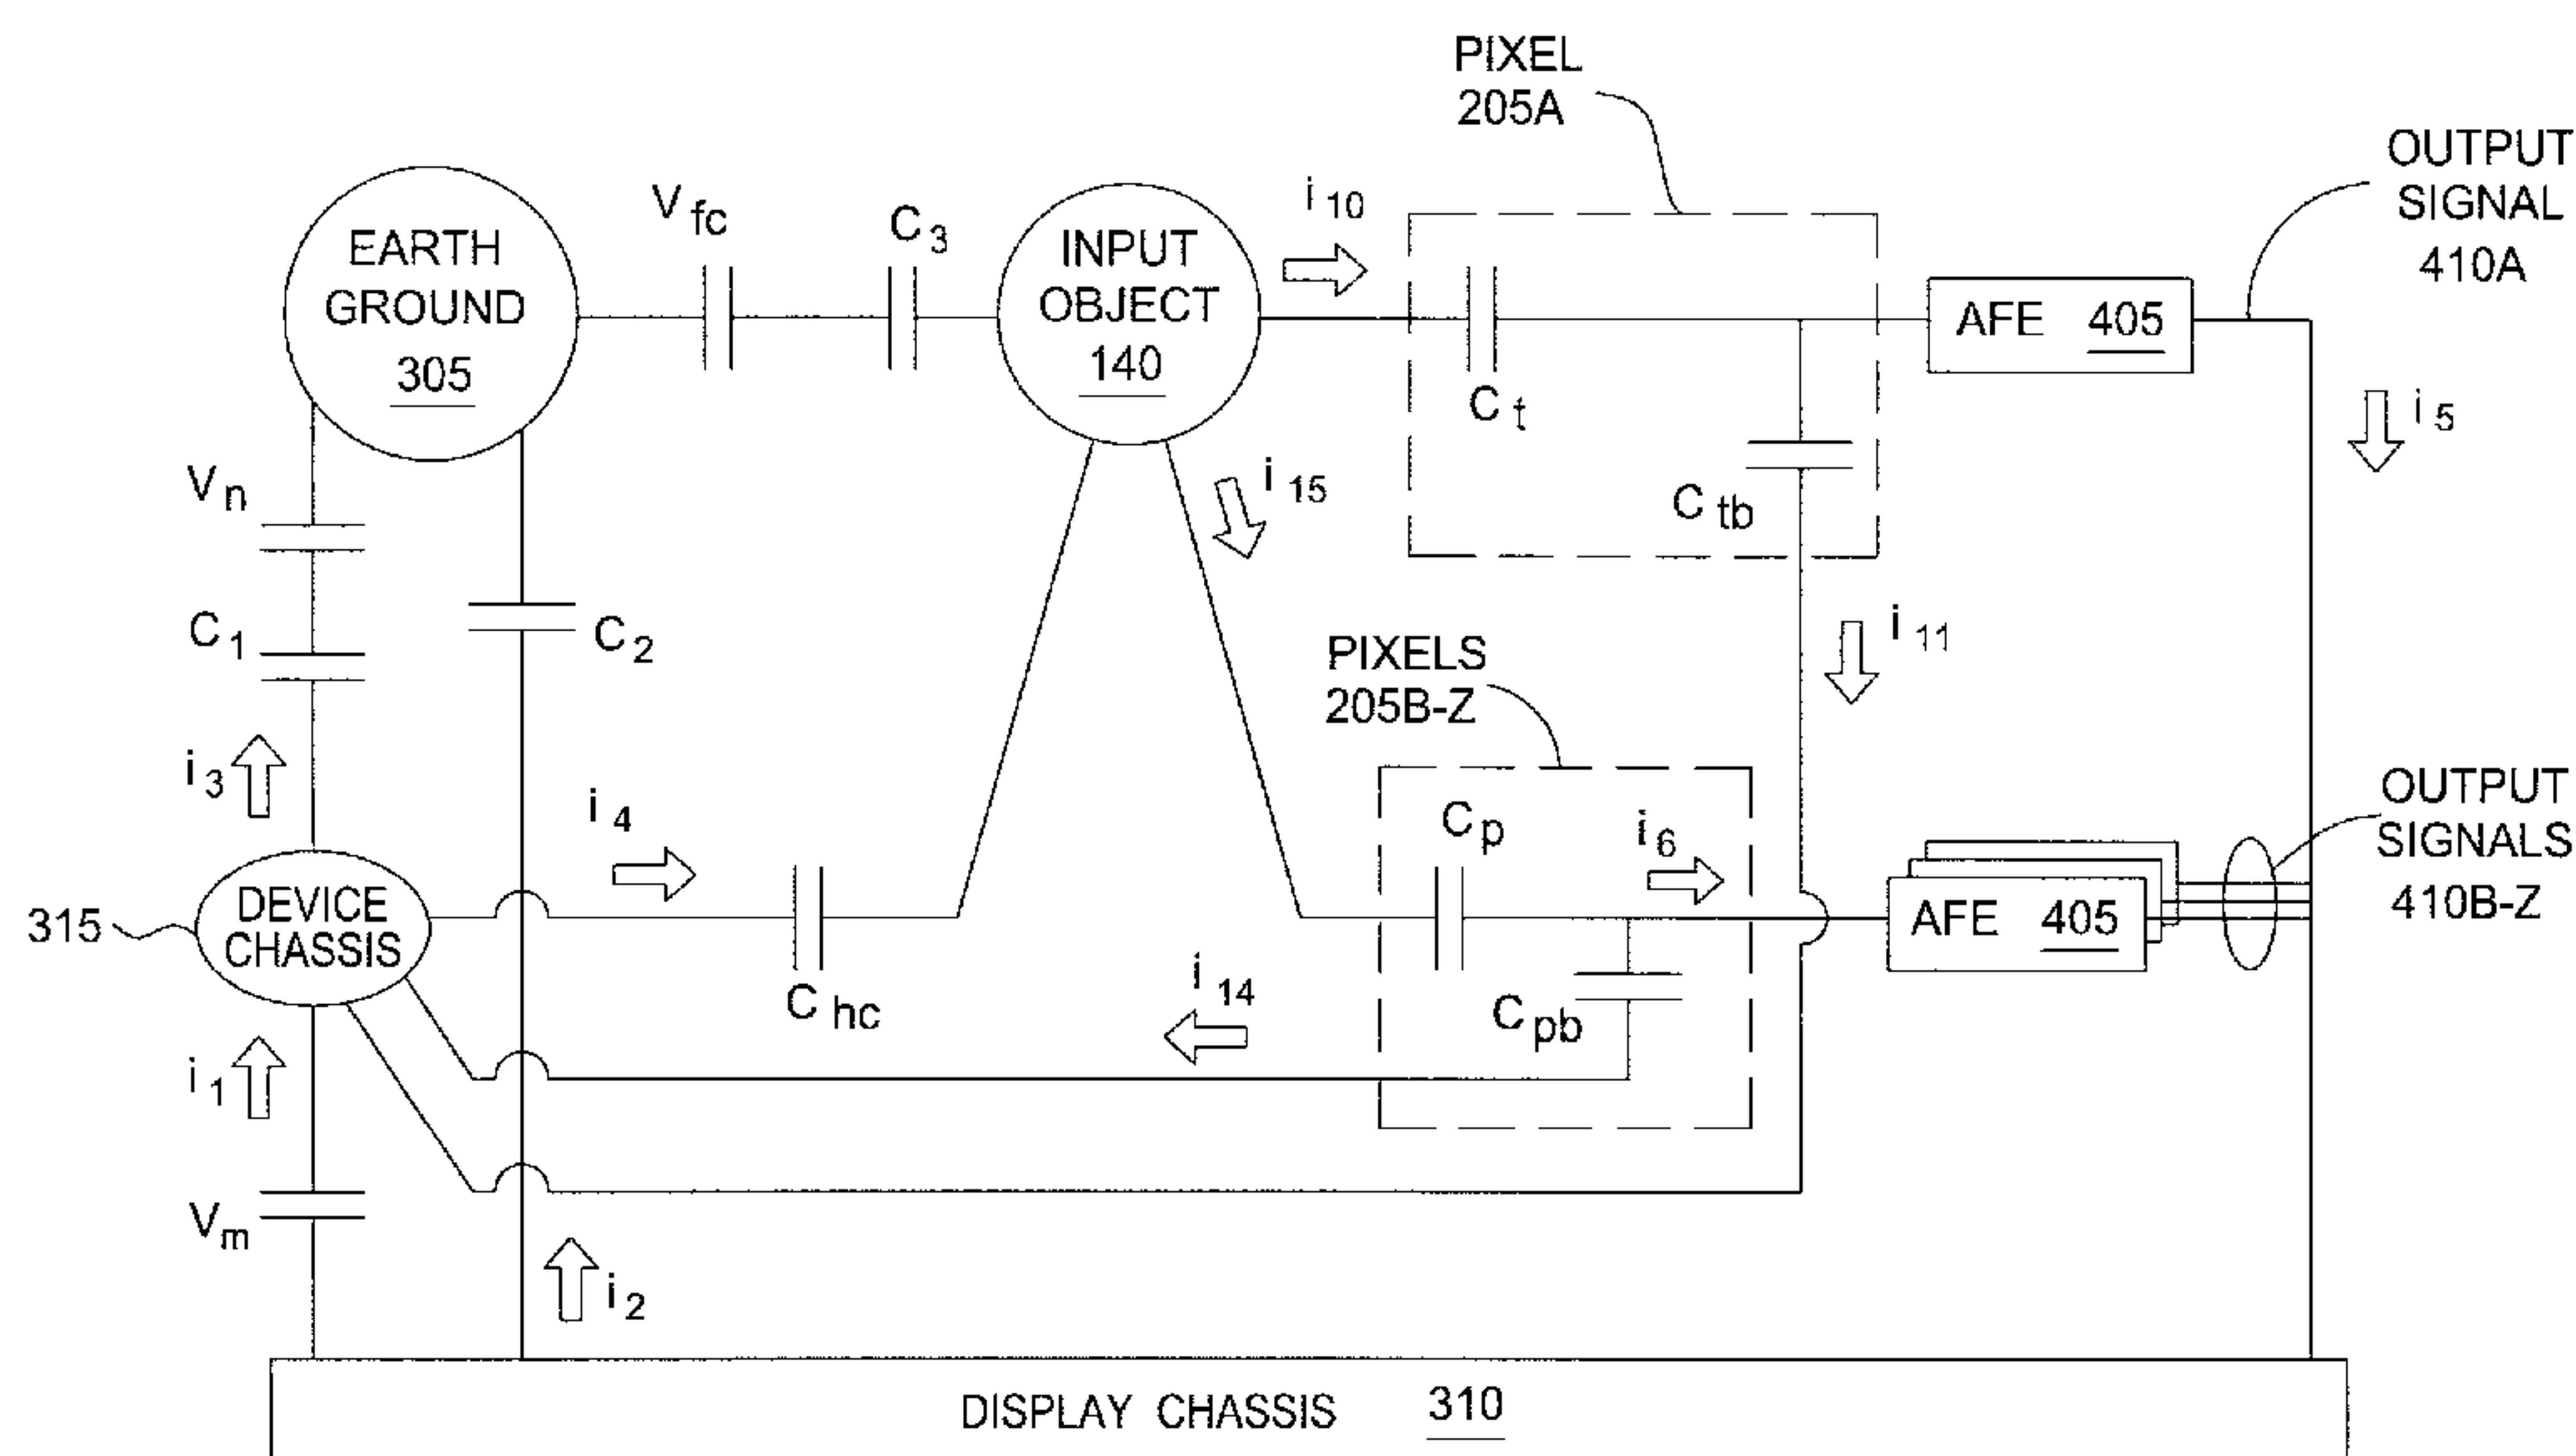 PIXEL
205A
OUTPUT
SIGNAL
410A
EARTH
GROUND
305
V fc
C 3
INPUT
OBJECT
140
i 10
C t
AFE 405
i 5
V n
C tb
i 15
C 1
C 2
i 11
PIXELS
205B-Z
i 3
i 4
C p
i 6
OUTPUT
SIGNALS
410B-Z
315
DEVICE
CHASSIS
AFE 405
C hc
i 14
C pb
i 1
V m
i 2
DISPLAY CHASSIS 310